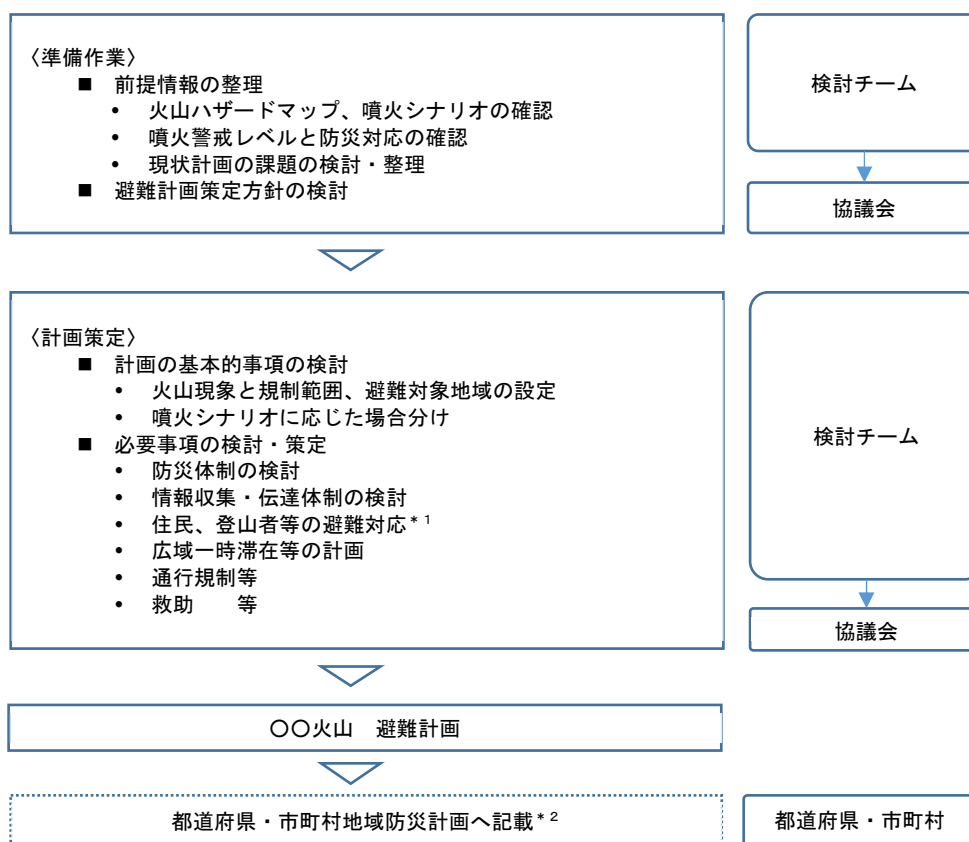 〈準備作業〉
■ 前提情報の整理
• 火山ハザードマップ、噴火シナリオの確認
• 噴火警戒レベルと防災対応の確認
• 現状計画の課題の検討・整理
■ 避難計画策定方針の検討
検討チーム
協議会
〈計画策定〉
■ 計画の基本的事項の検討
• 火山現象と規制範囲、避難対象地域の設定
• 噴火シナリオに応じた場合分け
■ 必要事項の検討・策定
• 防災体制の検討
• 情報収集・伝達体制の検討
• 住民、登山者等の避難対応*1
• 広域一時滞在等の計画
• 通行規制等
• 救助　　等
検討チーム
協議会
〇〇火山　避難計画
都道府県・市町村地域防災計画へ記載*2
都道府県・市町村